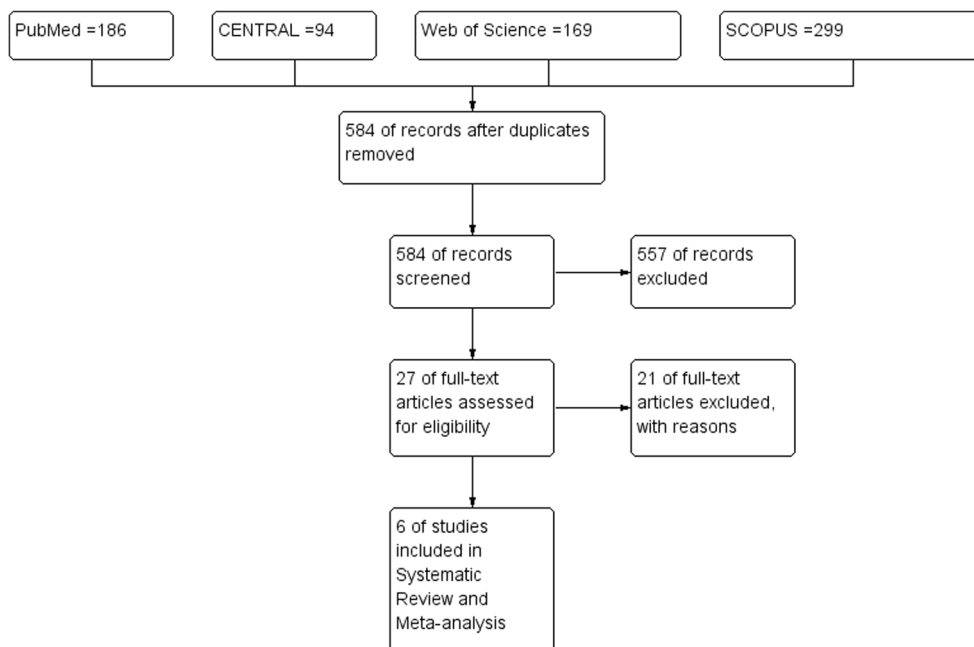 PubMed =186
CENTRAL =94
Web of Science =169
SCOPUS =299
584 of records after duplicates
removed
584 of records
screened
557 of records
excluded
27 of full-text
articles assessed
for eligibility
21 of full-text
articles excluded,
with reasons
6 of studies
included in
Systematic
Review and
Meta-analysis